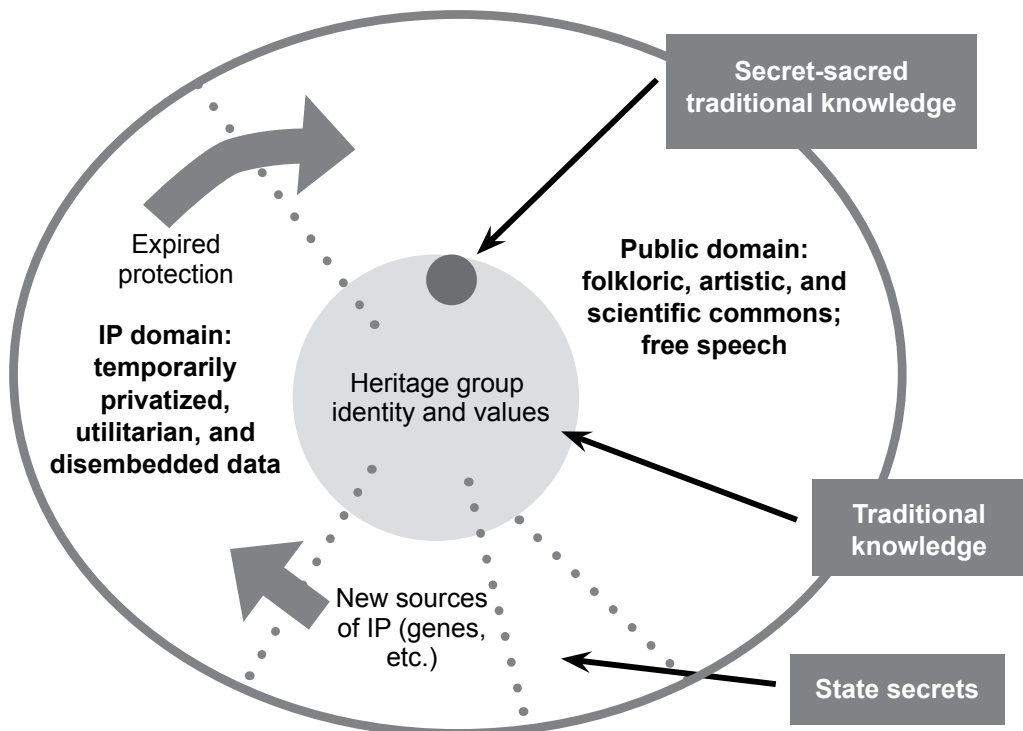 Secret-sacred
traditional knowledge
Expired
protection
Public domain:
folkloric, artistic, and
scientific commons;
free speech
IP domain:
temporarily
privatized,
utilitarian, and
disembedded data
Heritage group
identity and values
Traditional
knowledge
New sources
of IP (genes,
etc.)
State secrets